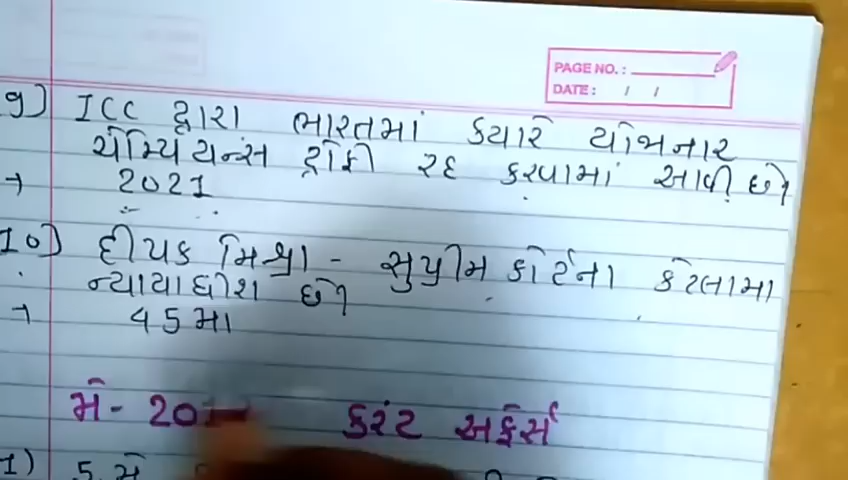 PAGE NO. :
DATE : / /
9) ICC દ્વારા ભારતમાં કયારે યોજનાર
ચેમ્પિયન્સ ટ્રોફી રદ કરવામાં આવી છે?
→ 2021
10) દીપક મિશ્રા - સુપ્રીમ કોર્ટના કેટલામા
ન્યાયાધીશ છે?
→ 45મા
મે - કરંટ અફેર્સ
1) 5 મે